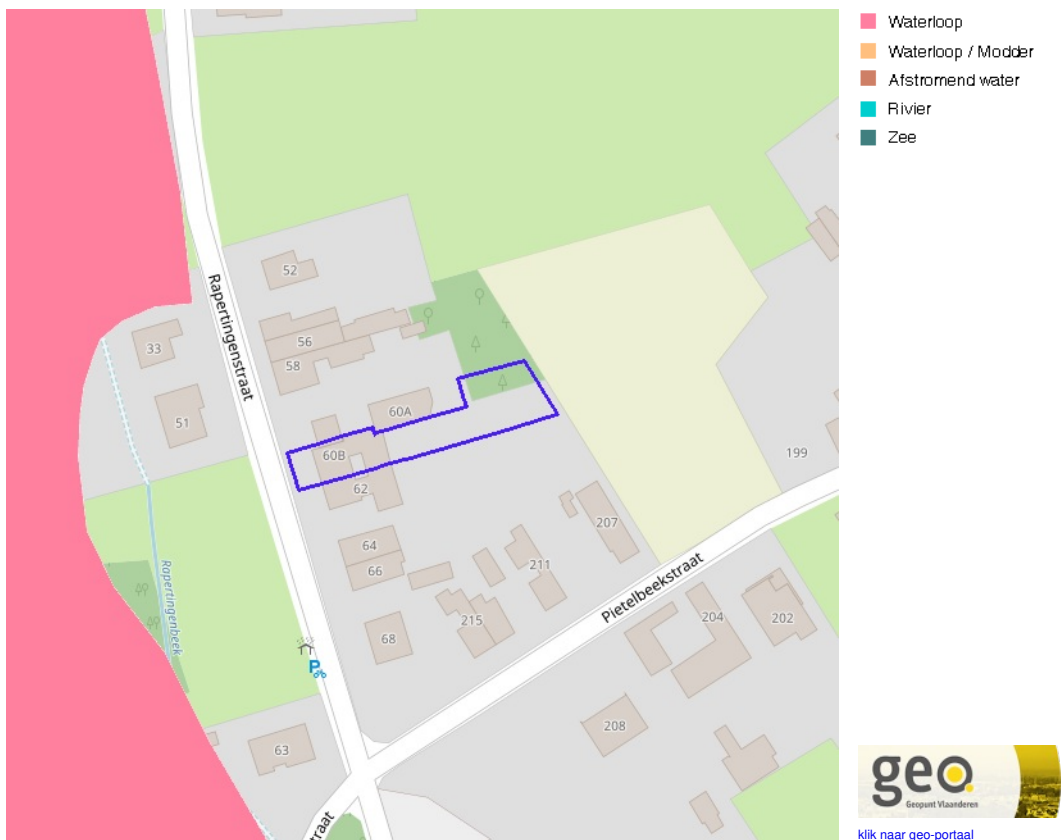 Waterloop
Waterloop / Modder
Afstromend water
Rivier
Zee
Rapertingenstraat
52
56
58
33
51
60A
60B
62
64
66
68
199
207
211
215
Pietelbeekstraat
204
202
208
63
Rapertingenbeek
P
straat
geo.
Geopunt Vlaanderen
klik naar geo-portaal